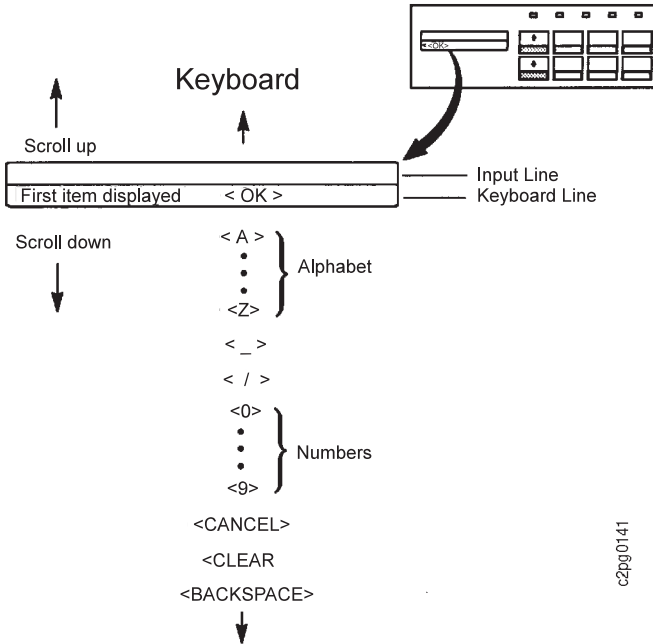 <OK>
Keyboard
Scroll up
Input Line
First item displayed < OK >
Keyboard Line
Scroll down
< A >
Alphabet
<Z>
< _ >
< / >
<0>
Numbers
<9>
<CANCEL>
<CLEAR
<BACKSPACE>
c2pg0141